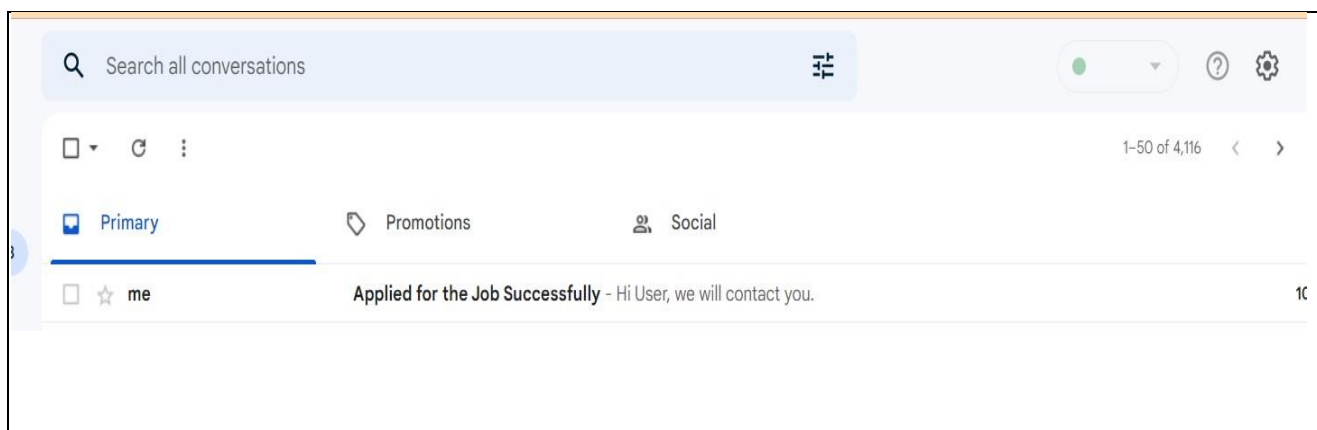 Search all conversations
1–50 of 4,116
Primary Promotions Social
me Applied for the Job Successfully - Hi User, we will contact you.